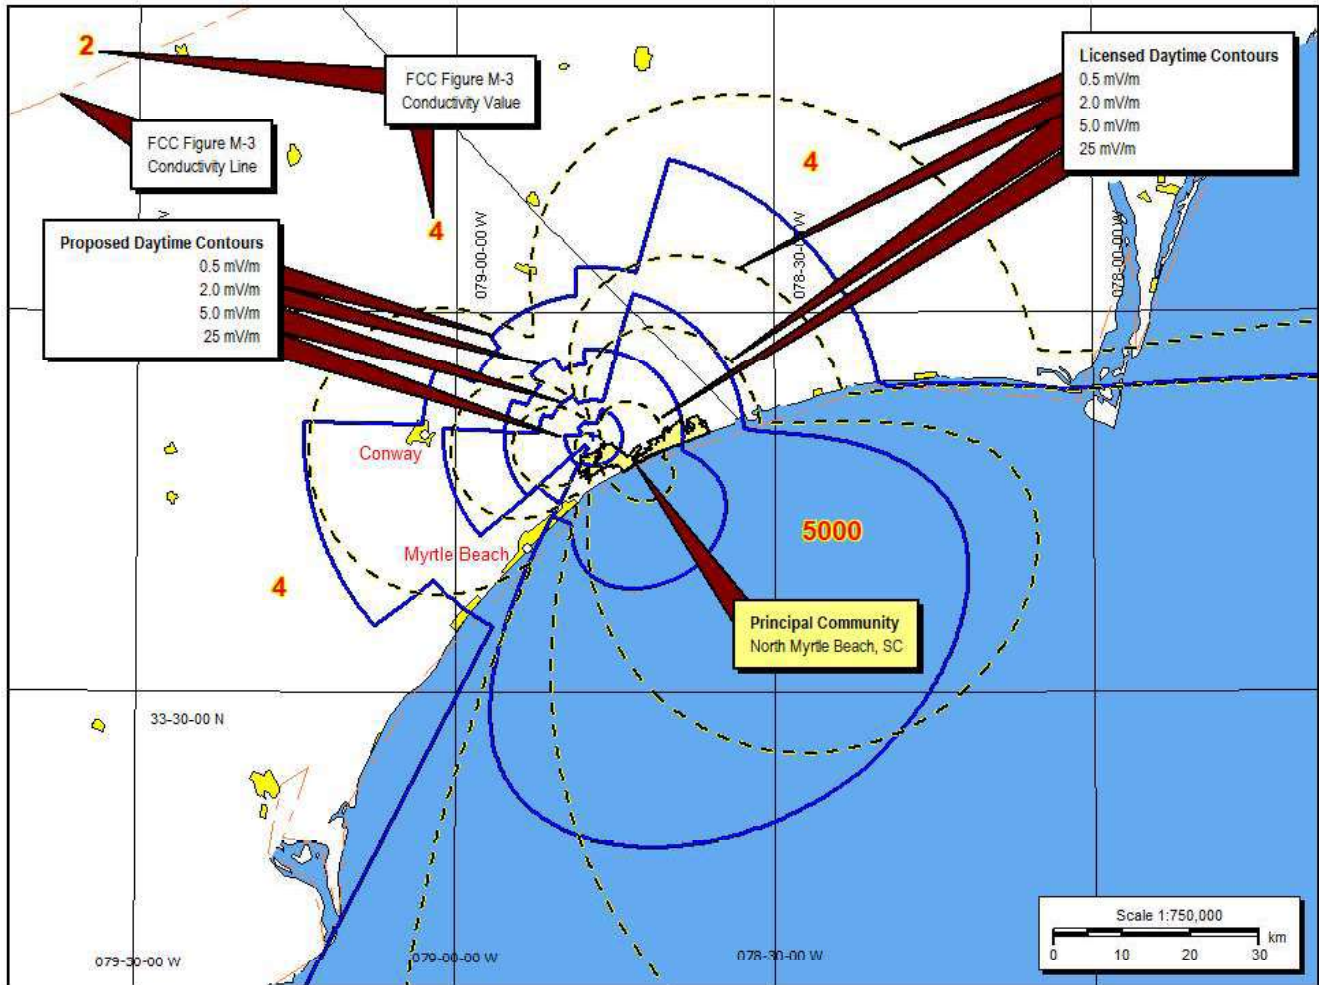 2
FCC Figure M-3
Conductivity Value
Licensed Daytime Contours
0.5 mV/m
2.0 mV/m
5.0 mV/m
25 mV/m
FCC Figure M-3
Conductivity Line
4
4
Proposed Daytime Contours
0.5 mV/m
2.0 mV/m
5.0 mV/m
25 mV/m
079-00-00 W
078-30-00 W
078-00-00 W
Conway
Myrtle Beach
5000
4
Principal Community
North Myrtle Beach, SC
33-30-00 N
Scale 1:750,000
0 10 20 30
km
079-30-00 W
079-00-00 W
078-30-00 W